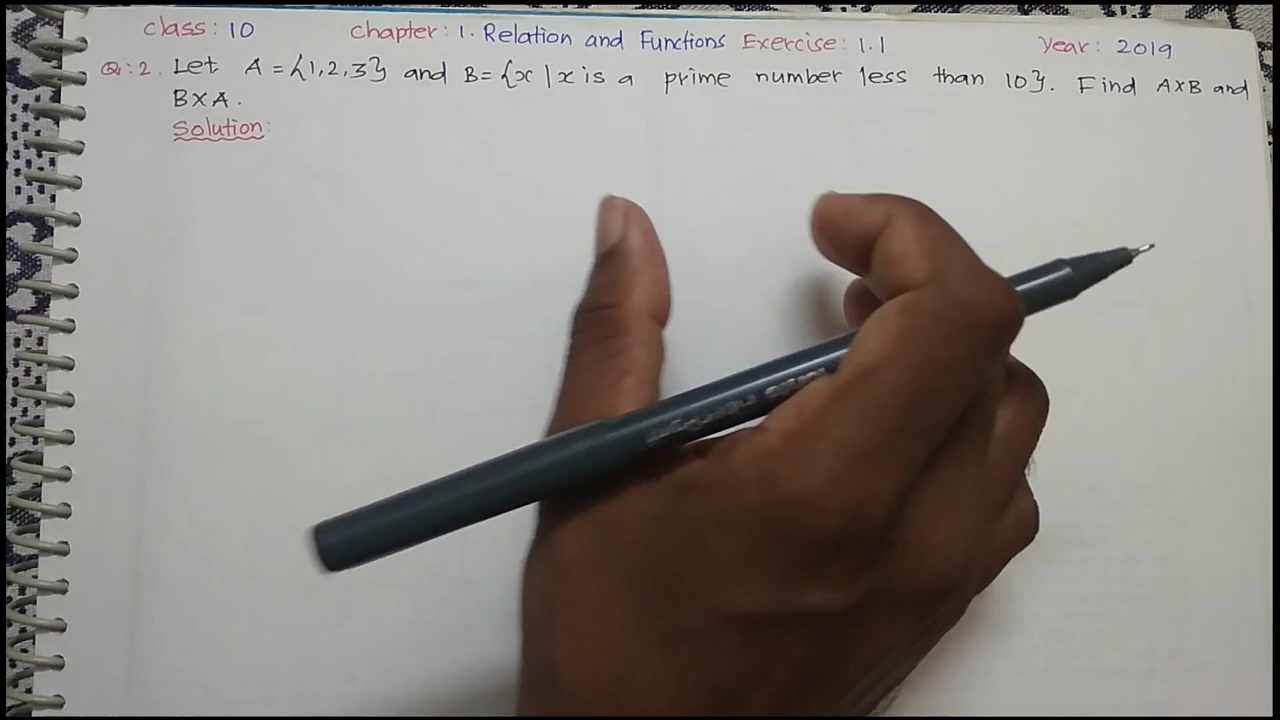 class: 10 chapter: 1. Relation and Functions Exercise: 1.1 Year: 2019
Q: 2. Let A = {1,2,3} and B = {x | x is a prime number less than 10}. Find A×B and
B×A.
Solution: